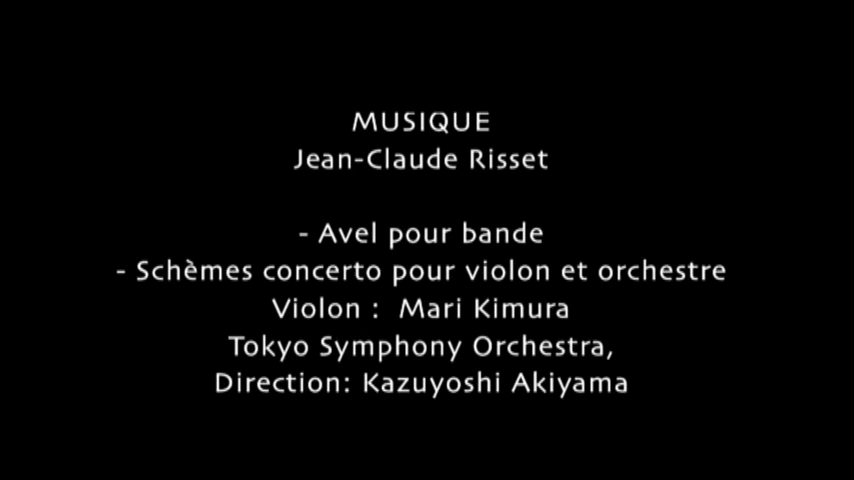 MUSIQUE
Jean-Claude Risset
- Avel pour bande
- Schèmes concerto pour violon et orchestre
Violon : Mari Kimura
Tokyo Symphony Orchestra,
Direction: Kazuyoshi Akiyama